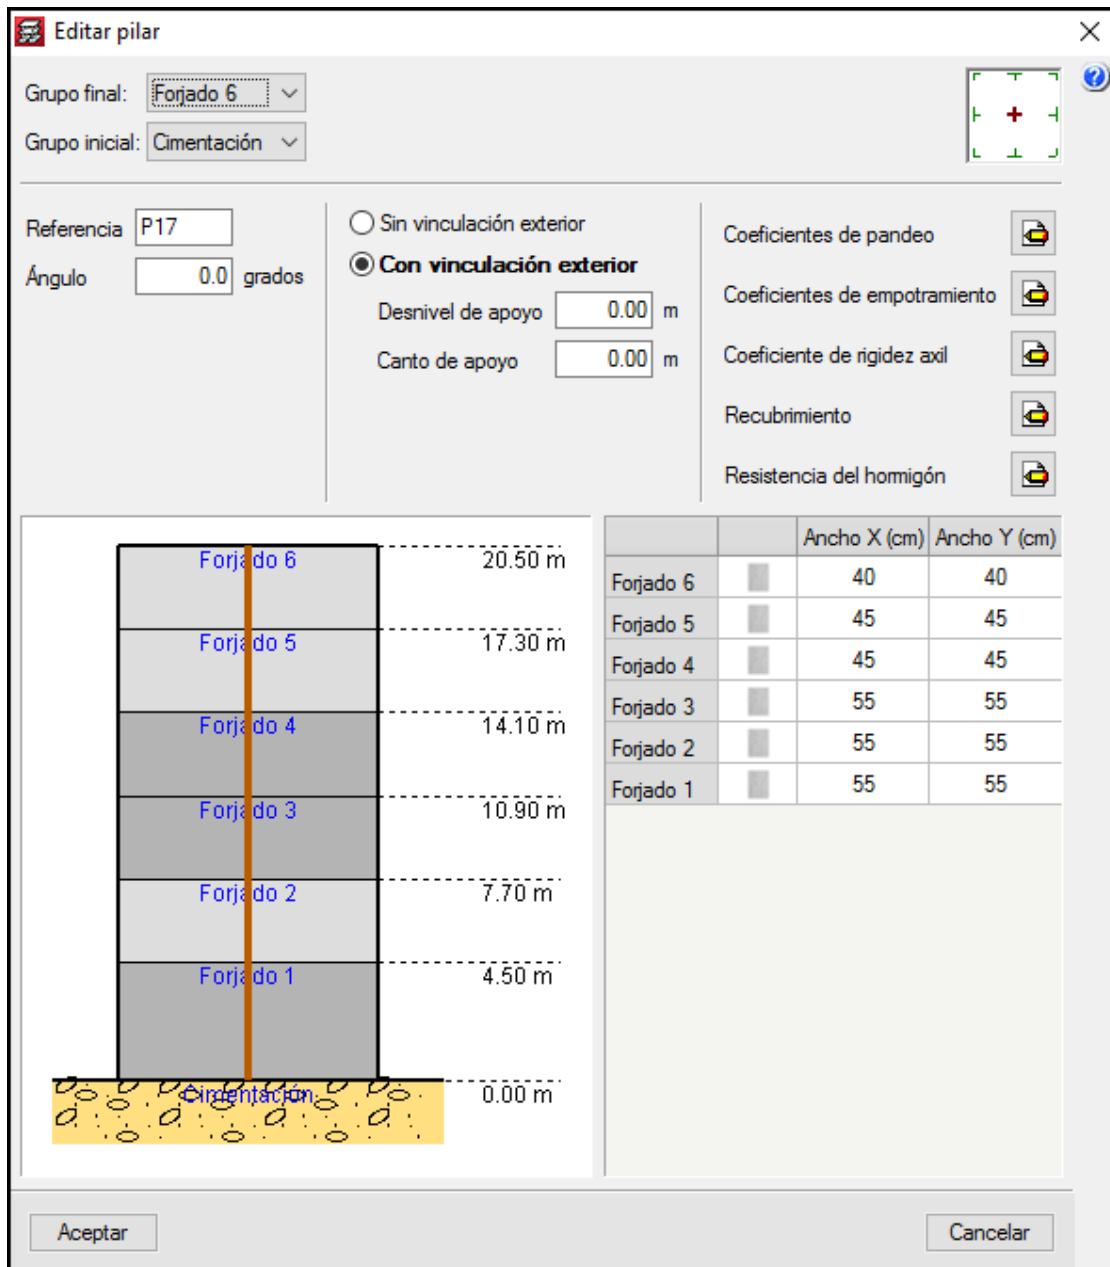 Editar pilar
Grupo final: Forjado 6
Grupo inicial: Cimentación
Referencia P17
Ángulo 0.0 grados
Sin vinculación exterior
Con vinculación exterior
Desnivel de apoyo 0.00 m
Canto de apoyo 0.00 m
Coeficientes de pandeo
Coeficientes de empotramiento
Coeficiente de rigidez axil
Recubrimiento
Resistencia del hormigón
Forjado 6 20.50 m
Forjado 5 17.30 m
Forjado 4 14.10 m
Forjado 3 10.90 m
Forjado 2 7.70 m
Forjado 1 4.50 m
Cimentación 0.00 m
Ancho X (cm) Ancho Y (cm)
Forjado 6 40 40
Forjado 5 45 45
Forjado 4 45 45
Forjado 3 55 55
Forjado 2 55 55
Forjado 1 55 55
Aceptar Cancelar